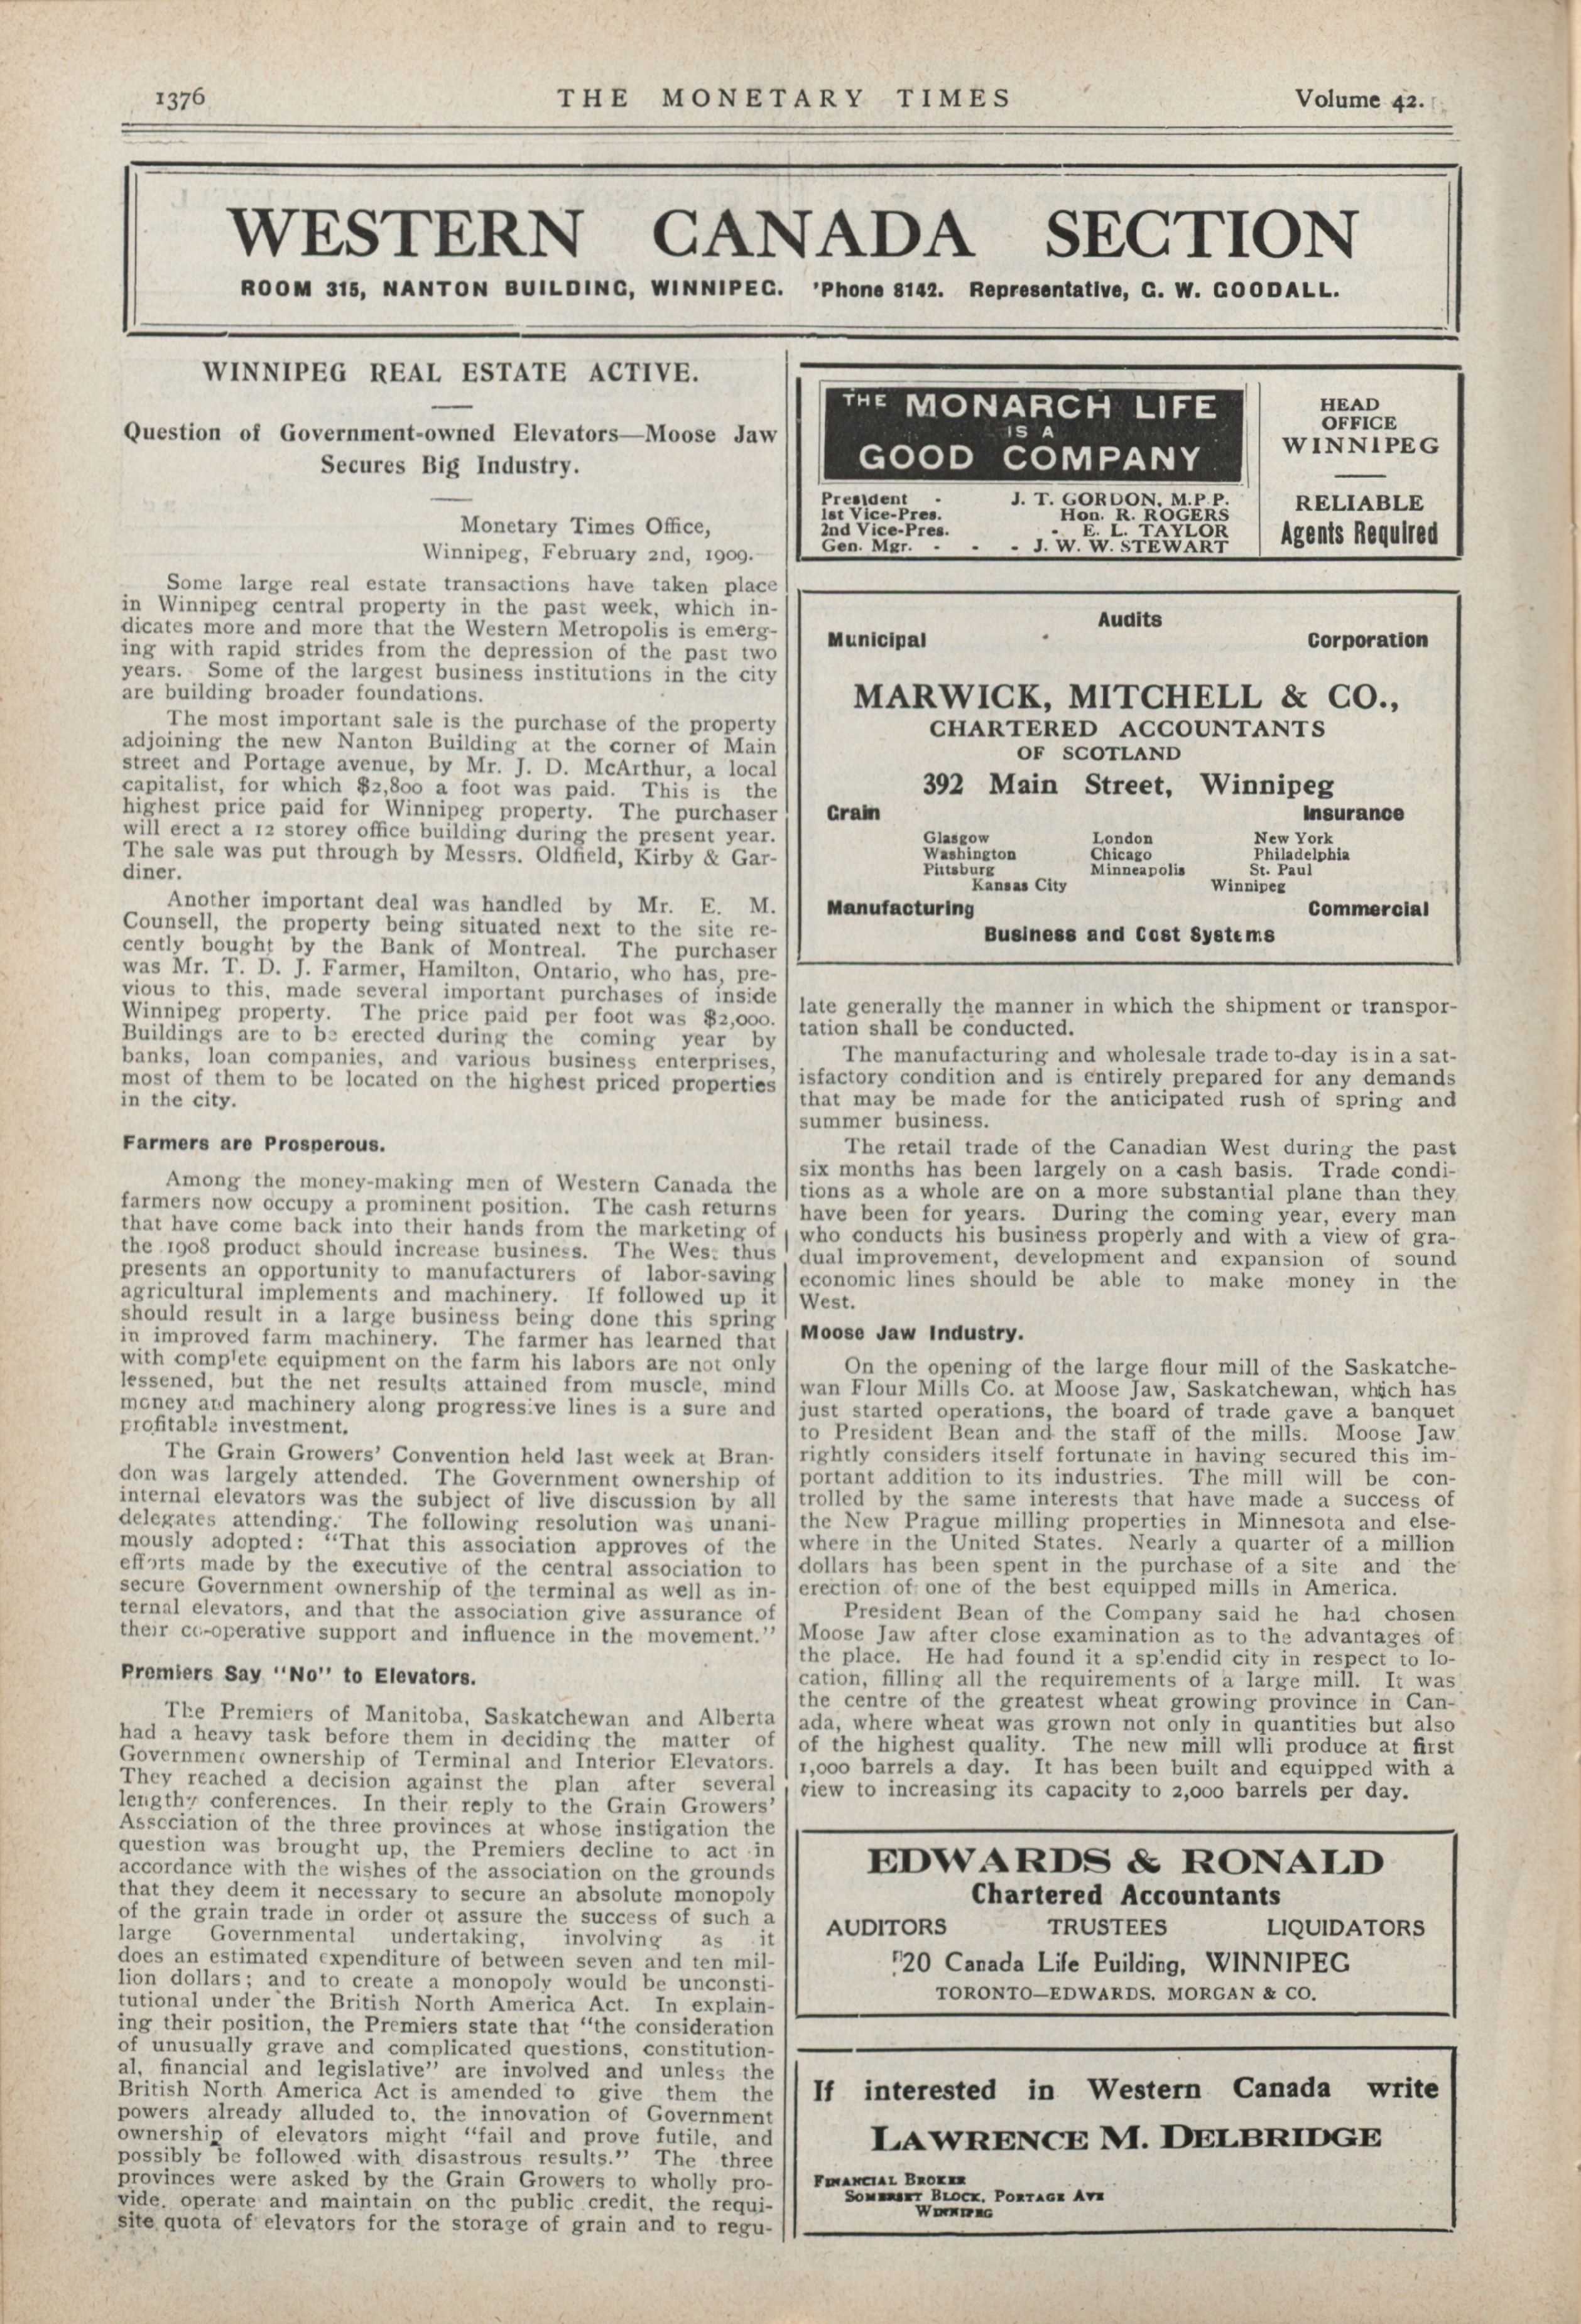 1376
THE MONETARY TIMES
Volume 42.
WESTERN CANADA SECTION
ROOM 315, NANTON BUILDING, WINNIPEG. 'Phone 8142. Representative, G. W. GOODALL.
WINNIPEG REAL ESTATE ACTIVE.
Question of Government-owned Elevators—Moose Jaw
Secures Big Industry.
Monetary Times Office,
Winnipeg, February 2nd, 1909.
Some large real estate transactions have taken place
in Winnipeg central property in the past week, which in-
dicates more and more that the Western Metropolis is emerg-
ing with rapid strides from the depression of the past two
years. Some of the largest business institutions in the city
are building broader foundations.
The most important sale is the purchase of the property
adjoining the new Nanton Building at the corner of Main
street and Portage avenue, by Mr. J. D. McArthur, a local
capitalist, for which $2,800 a foot was paid. This is the
highest price paid for Winnipeg property. The purchaser
will erect a 12 storey office building during the present year.
The sale was put through by Messrs. Oldfield, Kirby & Gar-
diner.
Another important deal was handled by Mr. E. M.
Counsell, the property being situated next to the site re-
cently bought by the Bank of Montreal. The purchaser
was Mr. T. D. J. Farmer, Hamilton, Ontario, who has, pre-
vious to this, made several important purchases of inside
Winnipeg property. The price paid per foot was $2,000.
Buildings are to be erected during the coming year by
banks, loan companies, and various business enterprises,
most of them to be located on the highest priced properties
in the city.
Farmers are Prosperous.
Among the money-making men of Western Canada the
farmers now occupy a prominent position. The cash returns
that have come back into their hands from the marketing of
the 1908 product should increase business. The West thus
presents an opportunity to manufacturers of labor-saving
agricultural implements and machinery. If followed up it
should result in a large business being done this spring
in improved farm machinery. The farmer has learned that
with complete equipment on the farm his labors are not only
lessened, but the net results attained from muscle, mind
money and machinery along progressive lines is a sure and
profitable investment.
The Grain Growers' Convention held last week at Bran-
don was largely attended. The Government ownership of
internal elevators was the subject of live discussion by all
delegates attending. The following resolution was unani-
mously adopted: "That this association approves of the
efforts made by the executive of the central association to
secure Government ownership of the terminal as well as in-
ternal elevators, and that the association give assurance of
their co-operative support and influence in the movement."
Premiers Say "No" to Elevators.
The Premiers of Manitoba, Saskatchewan and Alberta
had a heavy task before them in deciding the matter of
Government ownership of Terminal and Interior Elevators.
They reached a decision against the plan after several
lengthy conferences. In their reply to the Grain Growers'
Association of the three provinces at whose instigation the
question was brought up, the Premiers decline to act in
accordance with the wishes of the association on the grounds
that they deem it necessary to secure an absolute monopoly
of the grain trade in order ot assure the success of such a
large Governmental undertaking, involving as it
does an estimated expenditure of between seven and ten mil-
lion dollars; and to create a monopoly would be unconsti-
tutional under the British North America Act. In explain-
ing their position, the Premiers state that "the consideration
of unusually grave and complicated questions, constitution-
al, financial and legislative" are involved and unless the
British North America Act is amended to give them the
powers already alluded to, the innovation of Government
ownership of elevators might "fail and prove futile, and
possibly be followed with disastrous results." The three
provinces were asked by the Grain Growers to wholly pro-
vide, operate and maintain on the public credit, the requi-
site quota of elevators for the storage of grain and to regu-
THE MONARCH LIFE
IS A
GOOD COMPANY
President - J. T. GORDON, M.P.P.
1st Vice-Pres. Hon. R. ROGERS
2nd Vice-Pres. - E. L. TAYLOR
Gen. Mgr. - - - J. W. W. STEWART
HEAD
OFFICE
WINNIPEG
RELIABLE
Agents Required
Audits
Municipal Corporation
MARWICK, MITCHELL & CO.,
CHARTERED ACCOUNTANTS
OF SCOTLAND
392 Main Street, Winnipeg
Grain Insurance
Glasgow London New York
Washington Chicago Philadelphia
Pittsburg Minneapolis St. Paul
Kansas City Winnipeg
Manufacturing Commercial
Business and Cost Systems
late generally the manner in which the shipment or transpor-
tation shall be conducted.
The manufacturing and wholesale trade to-day is in a sat-
isfactory condition and is entirely prepared for any demands
that may be made for the anticipated rush of spring and
summer business.
The retail trade of the Canadian West during the past
six months has been largely on a cash basis. Trade condi-
tions as a whole are on a more substantial plane than they
have been for years. During the coming year, every man
who conducts his business properly and with a view of gra-
dual improvement, development and expansion of sound
economic lines should be able to make money in the
West.
Moose Jaw Industry.
On the opening of the large flour mill of the Saskatche-
wan Flour Mills Co. at Moose Jaw, Saskatchewan, which has
just started operations, the board of trade gave a banquet
to President Bean and the staff of the mills. Moose Jaw
rightly considers itself fortunate in having secured this im-
portant addition to its industries. The mill will be con-
trolled by the same interests that have made a success of
the New Prague milling properties in Minnesota and else-
where in the United States. Nearly a quarter of a million
dollars has been spent in the purchase of a site and the
erection of one of the best equipped mills in America.
President Bean of the Company said he had chosen
Moose Jaw after close examination as to the advantages of
the place. He had found it a splendid city in respect to lo-
cation, filling all the requirements of a large mill. It was
the centre of the greatest wheat growing province in Can-
ada, where wheat was grown not only in quantities but also
of the highest quality. The new mill wlli produce at first
1,000 barrels a day. It has been built and equipped with a
view to increasing its capacity to 2,000 barrels per day.
EDWARDS & RONALD
Chartered Accountants
AUDITORS TRUSTEES LIQUIDATORS
20 Canada Life Building, WINNIPEG
TORONTO—EDWARDS, MORGAN & CO.
If interested in Western Canada write
LAWRENCE M. DELBRIDGE
FINANCIAL BROKER
SOMERSET BLOCK, PORTAGE AVE
WINNIPEG